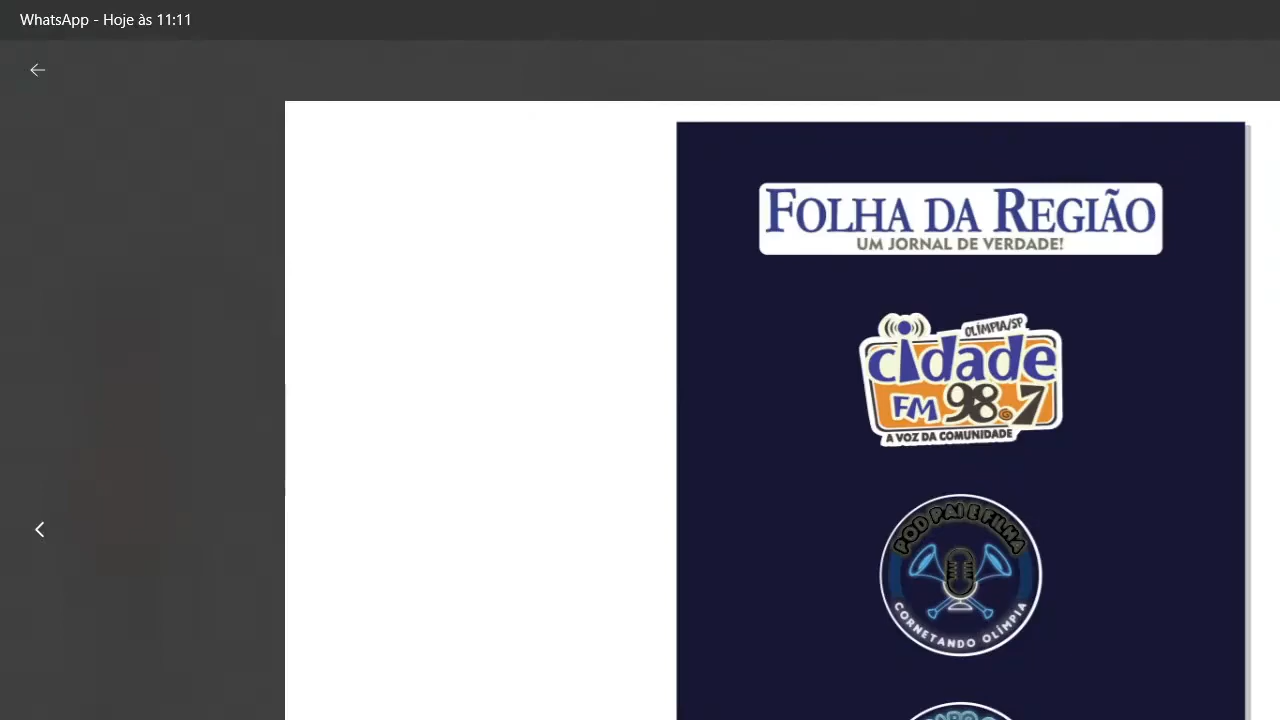 WhatsApp - Hoje às 11:11
FOLHA DA REGIÃO
UM JORNAL DE VERDADE!
OLÍMPIA/SP
cidade
FM 98.7
A VOZ DA COMUNIDADE
POD PAI E FILHA
CORNETANDO OLÍMPIA